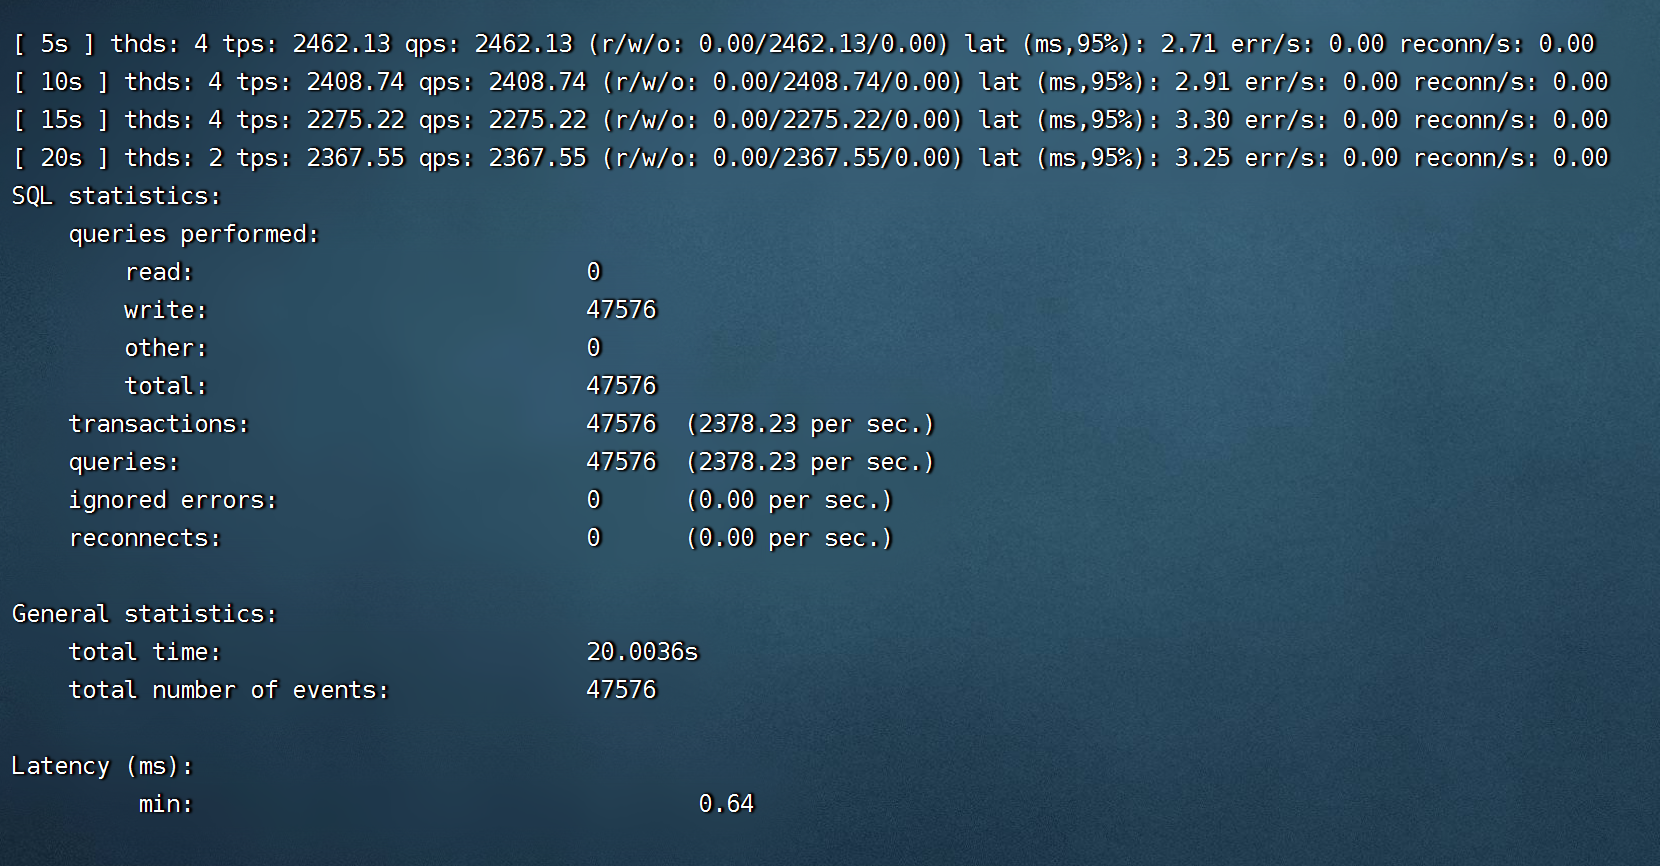 [ 5s ] thds: 4 tps: 2462.13 qps: 2462.13 (r/w/o: 0.00/2462.13/0.00) lat (ms,95%): 2.71 err/s: 0.00 reconn/s: 0.00
[ 10s ] thds: 4 tps: 2408.74 qps: 2408.74 (r/w/o: 0.00/2408.74/0.00) lat (ms,95%): 2.91 err/s: 0.00 reconn/s: 0.00
[ 15s ] thds: 4 tps: 2275.22 qps: 2275.22 (r/w/o: 0.00/2275.22/0.00) lat (ms,95%): 3.30 err/s: 0.00 reconn/s: 0.00
[ 20s ] thds: 2 tps: 2367.55 qps: 2367.55 (r/w/o: 0.00/2367.55/0.00) lat (ms,95%): 3.25 err/s: 0.00 reconn/s: 0.00
SQL statistics:
    queries performed:
        read:                            0
        write:                           47576
        other:                           0
        total:                           47576
    transactions:                        47576  (2378.23 per sec.)
    queries:                             47576  (2378.23 per sec.)
    ignored errors:                      0      (0.00 per sec.)
    reconnects:                          0      (0.00 per sec.)

General statistics:
    total time:                          20.0036s
    total number of events:              47576

Latency (ms):
         min:                                    0.64